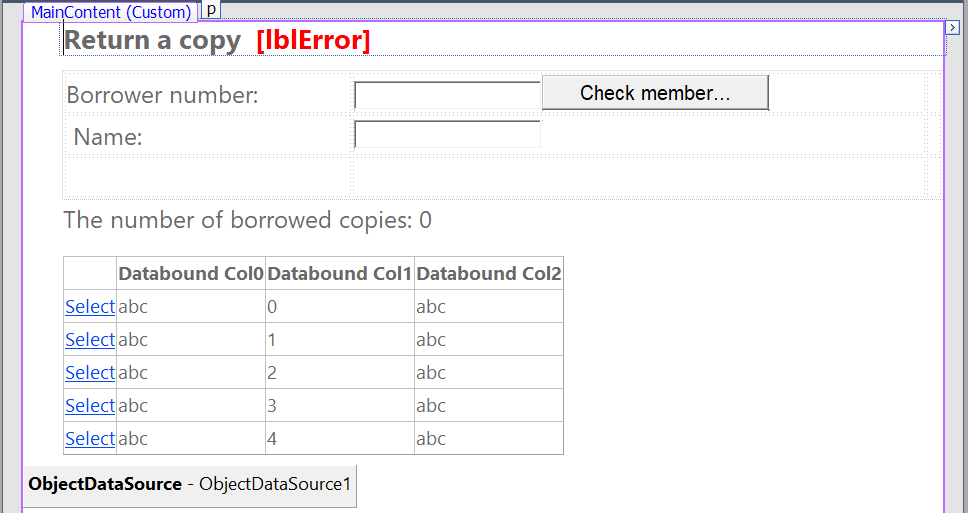 MainContent (Custom) p
Return a copy [lblError]
Borrower number: Check member...
Name:
The number of borrowed copies: 0
Databound Col0 Databound Col1 Databound Col2
Select abc 0 abc
Select abc 1 abc
Select abc 2 abc
Select abc 3 abc
Select abc 4 abc
ObjectDataSource - ObjectDataSource1